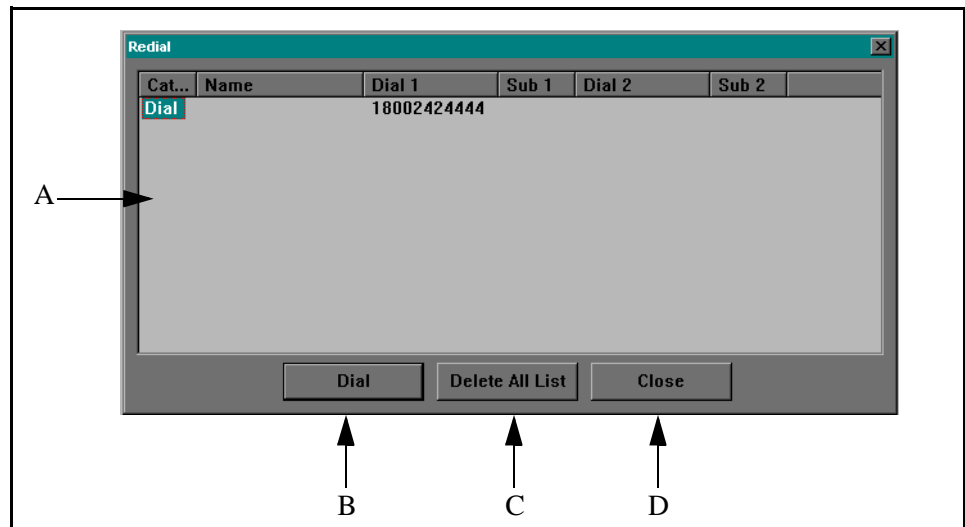 Redial
Cat... Name Dial 1 Sub 1 Dial 2 Sub 2
Dial 18002424444
A
Dial Delete All List Close
B C D